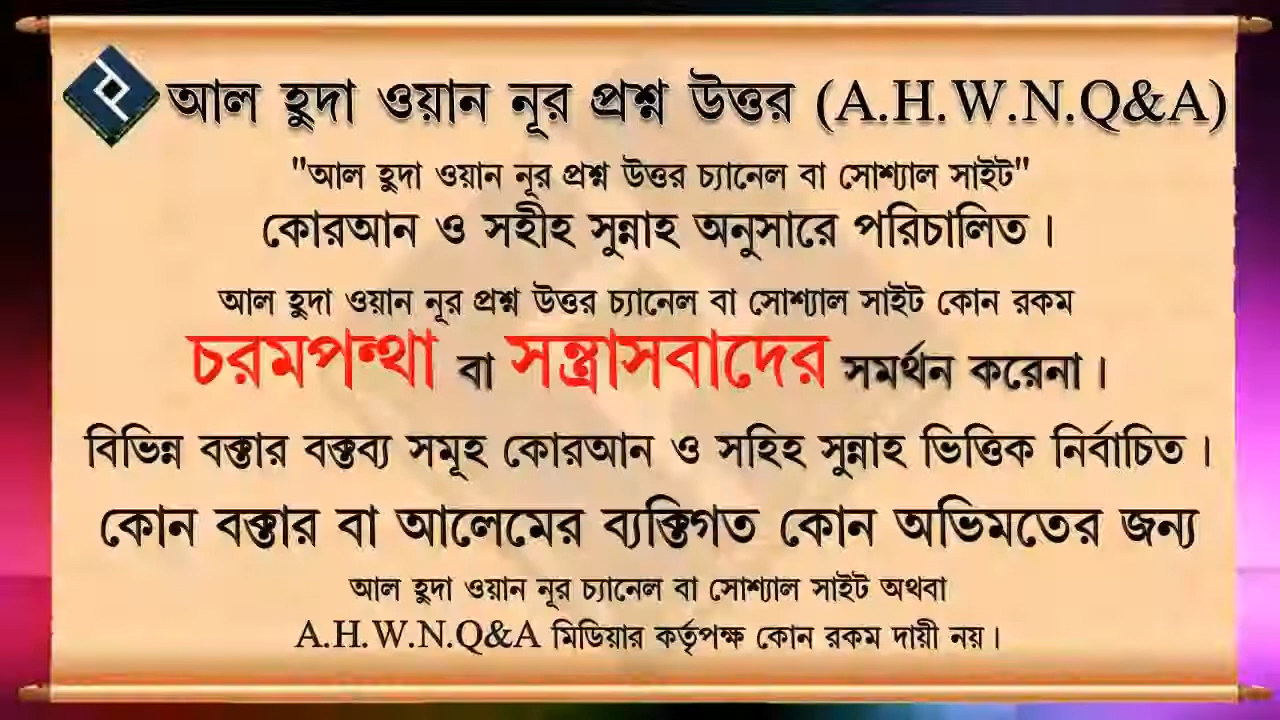 আল হুদা ওয়ান নূর প্রশ্ন উত্তর (A.H.W.N.Q&A)
"আল হুদা ওয়ান নূর প্রশ্ন উত্তর চ্যানেল বা সোশ্যাল সাইট"
কোরআন ও সহীহ সুন্নাহ অনুসারে পরিচালিত।
আল হুদা ওয়ান নূর প্রশ্ন উত্তর চ্যানেল বা সোশ্যাল সাইট কোন রকম
চরমপন্থা বা সন্ত্রাসবাদের সমর্থন করেনা।
বিভিন্ন বক্তার বক্তব্য সমূহ কোরআন ও সহিহ সুন্নাহ ভিত্তিক নির্বাচিত।
কোন বক্তার বা আলেমের ব্যক্তিগত কোন অভিমতের জন্য
আল হুদা ওয়ান নূর চ্যানেল বা সোশ্যাল সাইট অথবা
A.H.W.N.Q&A মিডিয়ার কর্তৃপক্ষ কোন রকম দায়ী নয়।